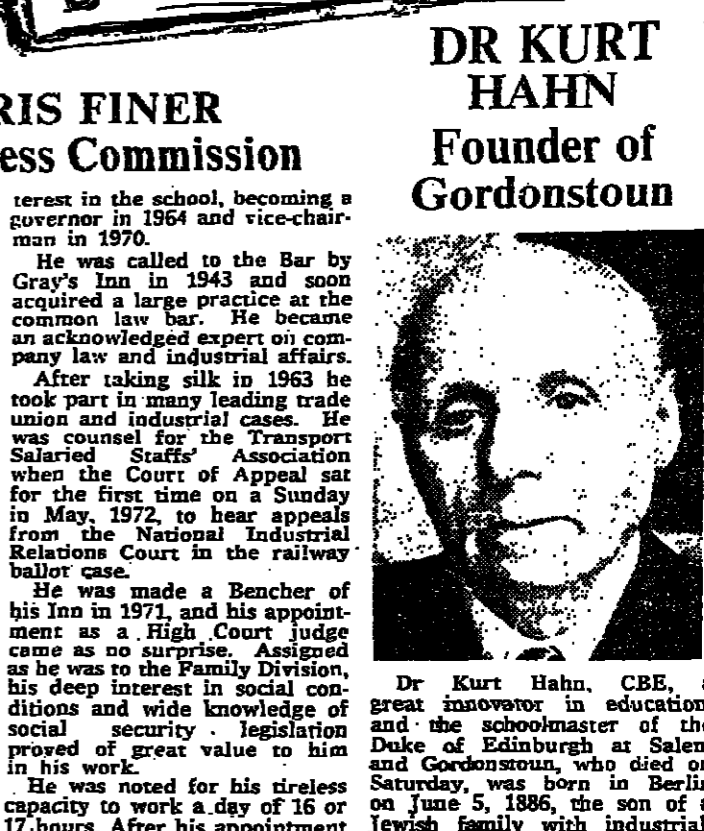 RIS FINER
ess Commission
terest in the school, becoming a
governor in 1964 and vice-chair-
man in 1970.
He was called to the Bar by
Gray's Inn in 1943 and soon
acquired a large practice at the
common law bar. He became
an acknowledged expert on com-
pany law and industrial affairs.
After taking silk in 1963 he
took part in many leading trade
union and industrial cases. He
was counsel for the Transport
Salaried Staffs' Association
when the Court of Appeal sat
for the first time on a Sunday
in May, 1972, to hear appeals
from the National Industrial
Relations Court in the railway
ballot case.
He was made a Bencher of
his Inn in 1971, and his appoint-
ment as a High Court judge
came as no surprise. Assigned
as he was to the Family Division,
his deep interest in social con-
ditions and wide knowledge of
social security legislation
proved of great value to him
in his work.
He was noted for his tireless
capacity to work a day of 16 or
17 hours. After his appointment
DR KURT
HAHN
Founder of
Gordonstoun
Dr Kurt Hahn, CBE,
great innovator in education
and the schoolmaster of the
Duke of Edinburgh at Salem
and Gordonstoun, who died on
Saturday, was born in Berlin
on June 5, 1886, the son of a
Jewish family with industrial